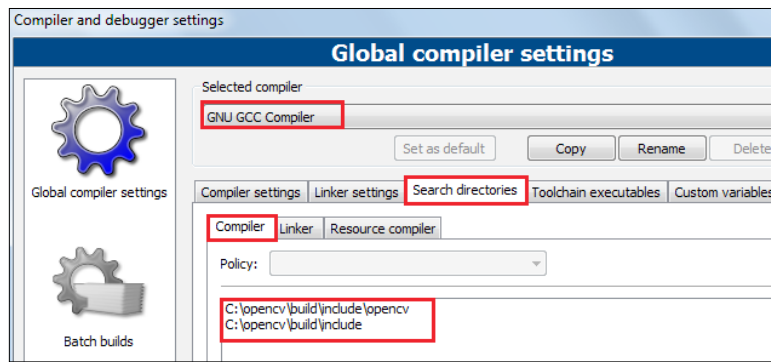 Compiler and debugger settings
Global compiler settings
Selected compiler
GNU GCC Compiler
Set as default
Copy
Rename
Delete
Global compiler settings
Compiler settings
Linker settings
Search directories
Toolchain executables
Custom variables
Compiler
Linker
Resource compiler
Policy:
C:\opencv\build\include\opencv
C:\opencv\build\include
Batch builds